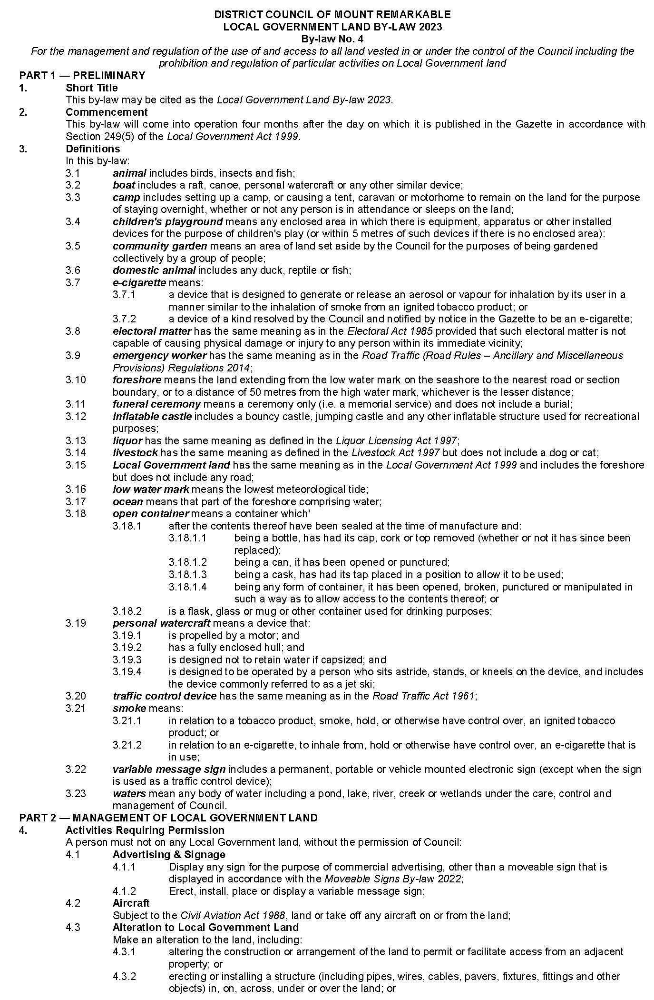 DISTRICT COUNCIL OF MOUNT REMARKABLE
LOCAL GOVERNMENT LAND BY-LAW 2023
By-law No. 4
For the management and regulation of the use of and access to all land vested in or under the control of the Council including the
prohibition and regulation of particular activities on Local Government land
PART 1 — PRELIMINARY
1. Short Title
This by-law may be cited as the Local Government Land By-law 2023.
2. Commencement
This by-law will come into operation four months after the day on which it is published in the Gazette in accordance with
Section 249(5) of the Local Government Act 1999.
3. Definitions
In this by-law:
3.1 animal includes birds, insects and fish;
3.2 boat includes a raft, canoe, personal watercraft or any other similar device;
3.3 camp includes setting up a camp, or causing a tent, caravan or motorhome to remain on the land for the purpose
of staying overnight, whether or not any person is in attendance or sleeps on the land;
3.4 children's playground means any enclosed area in which there is equipment, apparatus or other installed
devices for the purpose of children's play (or within 5 metres of such devices if there is no enclosed area):
3.5 community garden means an area of land set aside by the Council for the purposes of being gardened
collectively by a group of people;
3.6 domestic animal includes any duck, reptile or fish;
3.7 e-cigarette means:
3.7.1 a device that is designed to generate or release an aerosol or vapour for inhalation by its user in a
manner similar to the inhalation of smoke from an ignited tobacco product; or
3.7.2 a device of a kind resolved by the Council and notified by notice in the Gazette to be an e-cigarette;
3.8 electoral matter has the same meaning as in the Electoral Act 1985 provided that such electoral matter is not
capable of causing physical damage or injury to any person within its immediate vicinity;
3.9 emergency worker has the same meaning as in the Road Traffic (Road Rules – Ancillary and Miscellaneous
Provisions) Regulations 2014;
3.10 foreshore means the land extending from the low water mark on the seashore to the nearest road or section
boundary, or to a distance of 50 metres from the high water mark, whichever is the lesser distance;
3.11 funeral ceremony means a ceremony only (i.e. a memorial service) and does not include a burial;
3.12 inflatable castle includes a bouncy castle, jumping castle and any other inflatable structure used for recreational
purposes;
3.13 liquor has the same meaning as defined in the Liquor Licensing Act 1997;
3.14 livestock has the same meaning as defined in the Livestock Act 1997 but does not include a dog or cat;
3.15 Local Government land has the same meaning as in the Local Government Act 1999 and includes the foreshore
but does not include any road;
3.16 low water mark means the lowest meteorological tide;
3.17 ocean means that part of the foreshore comprising water;
3.18 open container means a container which'
3.18.1 after the contents thereof have been sealed at the time of manufacture and:
3.18.1.1 being a bottle, has had its cap, cork or top removed (whether or not it has since been
replaced);
3.18.1.2 being a can, it has been opened or punctured;
3.18.1.3 being a cask, has had its tap placed in a position to allow it to be used;
3.18.1.4 being any form of container, it has been opened, broken, punctured or manipulated in
such a way as to allow access to the contents thereof; or
3.18.2 is a flask, glass or mug or other container used for drinking purposes;
3.19 personal watercraft means a device that:
3.19.1 is propelled by a motor; and
3.19.2 has a fully enclosed hull; and
3.19.3 is designed not to retain water if capsized; and
3.19.4 is designed to be operated by a person who sits astride, stands, or kneels on the device, and includes
the device commonly referred to as a jet ski;
3.20 traffic control device has the same meaning as in the Road Traffic Act 1961;
3.21 smoke means:
3.21.1 in relation to a tobacco product, smoke, hold, or otherwise have control over, an ignited tobacco
product; or
3.21.2 in relation to an e-cigarette, to inhale from, hold or otherwise have control over, an e-cigarette that is
in use;
3.22 variable message sign includes a permanent, portable or vehicle mounted electronic sign (except when the sign
is used as a traffic control device);
3.23 waters mean any body of water including a pond, lake, river, creek or wetlands under the care, control and
management of Council.
PART 2 — MANAGEMENT OF LOCAL GOVERNMENT LAND
4. Activities Requiring Permission
A person must not on any Local Government land, without the permission of Council:
4.1 Advertising & Signage
4.1.1 Display any sign for the purpose of commercial advertising, other than a moveable sign that is
displayed in accordance with the Moveable Signs By-law 2022;
4.1.2 Erect, install, place or display a variable message sign;
4.2 Aircraft
Subject to the Civil Aviation Act 1988, land or take off any aircraft on or from the land;
4.3 Alteration to Local Government Land
Make an alteration to the land, including:
4.3.1 altering the construction or arrangement of the land to permit or facilitate access from an adjacent
property; or
4.3.2 erecting or installing a structure (including pipes, wires, cables, pavers, fixtures, fittings and other
objects) in, on, across, under or over the land; or